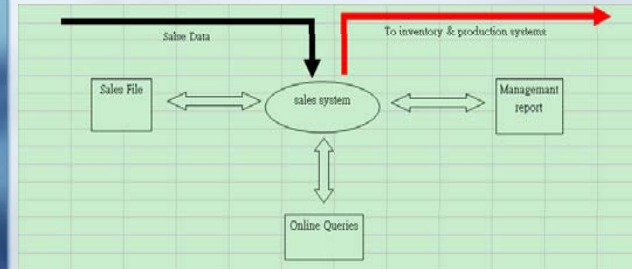 Salse Data
To inventory & production systems
Sales File
sales system
Managemant
report
Online Queries